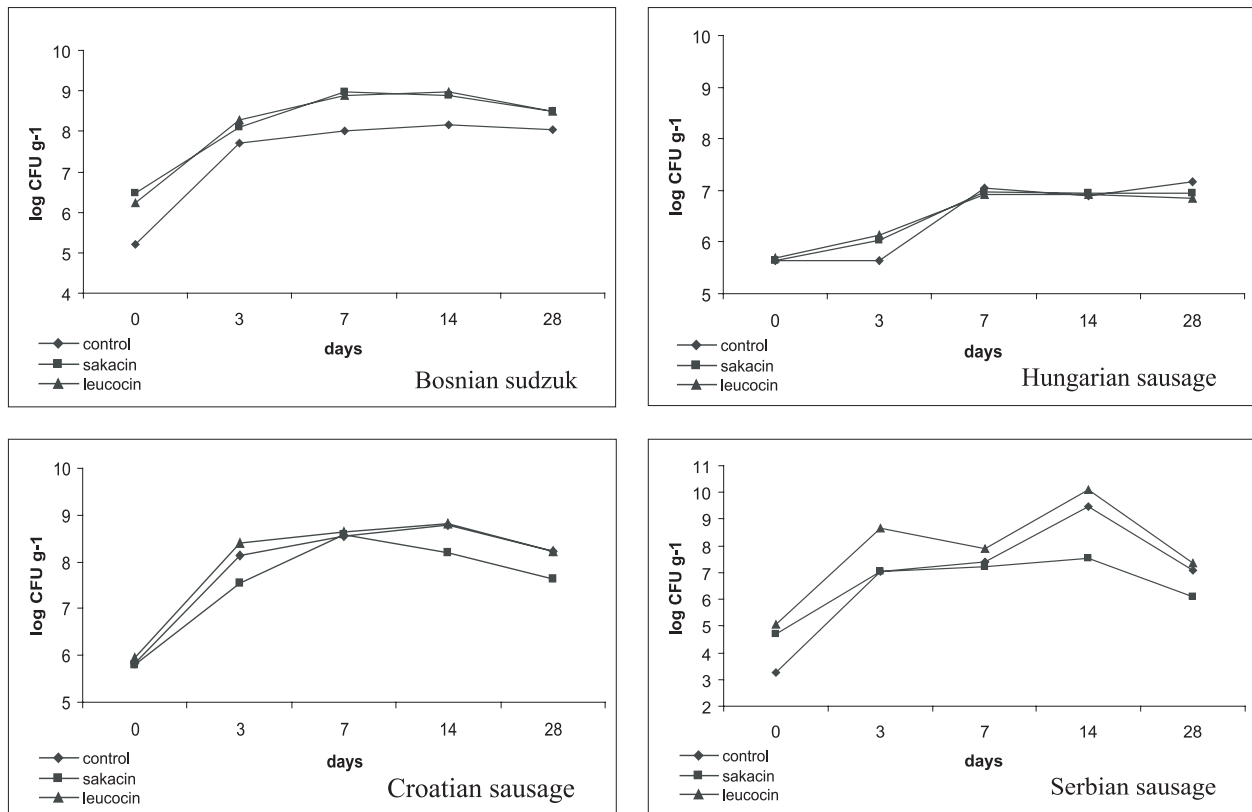 10
9
8
7
6
5
4
log CFU g-1
0 3 7 14 28
days
control
sakacin
leucocin
Bosnian sudzuk
10
9
8
7
6
5
log CFU g-1
0 3 7 14 28
days
control
sakacin
leucocin
Hungarian sausage
10
9
8
7
6
5
log CFU g-1
0 3 7 14 28
days
control
sakacin
leucocin
Croatian sausage
11
10
9
8
7
6
5
4
3
2
log CFU g-1
0 3 7 14 28
days
control
sakacin
leucocin
Serbian sausage